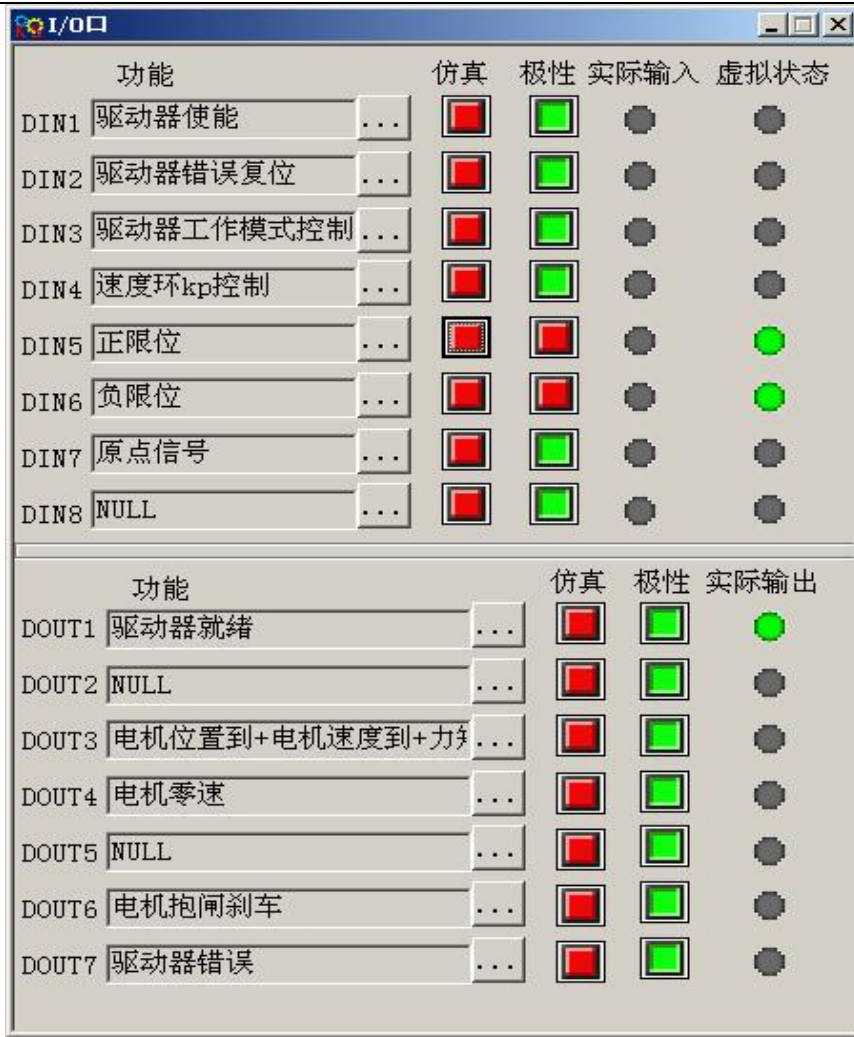 I/O口
功能 仿真 极性 实际输入 虚拟状态
DIN1 驱动器使能 ...
DIN2 驱动器错误复位 ...
DIN3 驱动器工作模式控制 ...
DIN4 速度环kp控制 ...
DIN5 正限位 ...
DIN6 负限位 ...
DIN7 原点信号 ...
DIN8 NULL ...
功能 仿真 极性 实际输出
DOUT1 驱动器就绪 ...
DOUT2 NULL ...
DOUT3 电机位置到+电机速度到+力 ...
DOUT4 电机零速 ...
DOUT5 NULL ...
DOUT6 电机抱闸刹车 ...
DOUT7 驱动器错误 ...